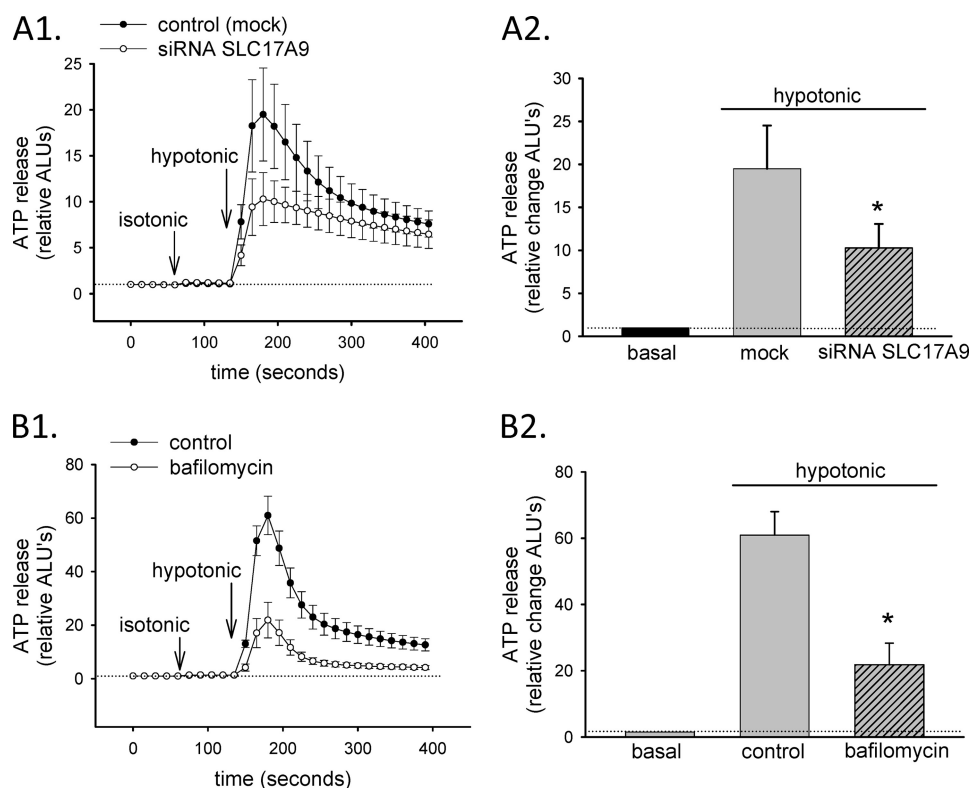 A1.
control (mock)
siRNA SLC17A9
25
20
15
10
5
0
ATP release
(relative ALUs)
hypotonic
isotonic
0
100
200
300
400
time (seconds)
A2.
30
25
20
15
10
5
0
ATP release
(relative change ALU's)
hypotonic
*
basal
mock
siRNA SLC17A9
B1.
control
bafilomycin
80
60
40
20
0
ATP release
(relative ALU's)
hypotonic
isotonic
0
100
200
300
400
time (seconds)
B2.
80
60
40
20
0
ATP release
(relative change ALU's)
hypotonic
*
basal
control
bafilomycin